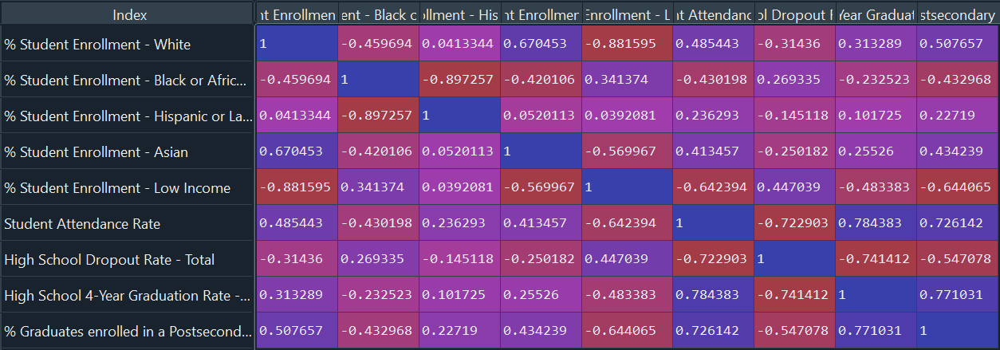 Index nt Enrollmen ent - Black o ollment - His nt Enrollmen Enrollment - L nt Attendanc ol Dropout F Year Graduat stsecondary
% Student Enrollment - White 1 -0.459694 0.0413344 0.670453 -0.881595 0.485443 -0.31436 0.313289 0.507657
% Student Enrollment - Black or Afric... -0.459694 1 -0.897257 -0.420106 0.341374 -0.430198 0.269335 -0.232523 -0.432968
% Student Enrollment - Hispanic or La... 0.0413344 -0.897257 1 0.0520113 0.0392081 0.236293 -0.145118 0.101725 0.22719
% Student Enrollment - Asian 0.670453 -0.420106 0.0520113 1 -0.569967 0.413457 -0.250182 0.25526 0.434239
% Student Enrollment - Low Income -0.881595 0.341374 0.0392081 -0.569967 1 -0.642394 0.447039 -0.483383 -0.644065
Student Attendance Rate 0.485443 -0.430198 0.236293 0.413457 -0.642394 1 -0.722903 0.784383 0.726142
High School Dropout Rate - Total -0.31436 0.269335 -0.145118 -0.250182 0.447039 -0.722903 1 -0.741412 -0.547078
High School 4-Year Graduation Rate -... 0.313289 -0.232523 0.101725 0.25526 -0.483383 0.784383 -0.741412 1 0.771031
% Graduates enrolled in a Postsecond... 0.507657 -0.432968 0.22719 0.434239 -0.644065 0.726142 -0.547078 0.771031 1